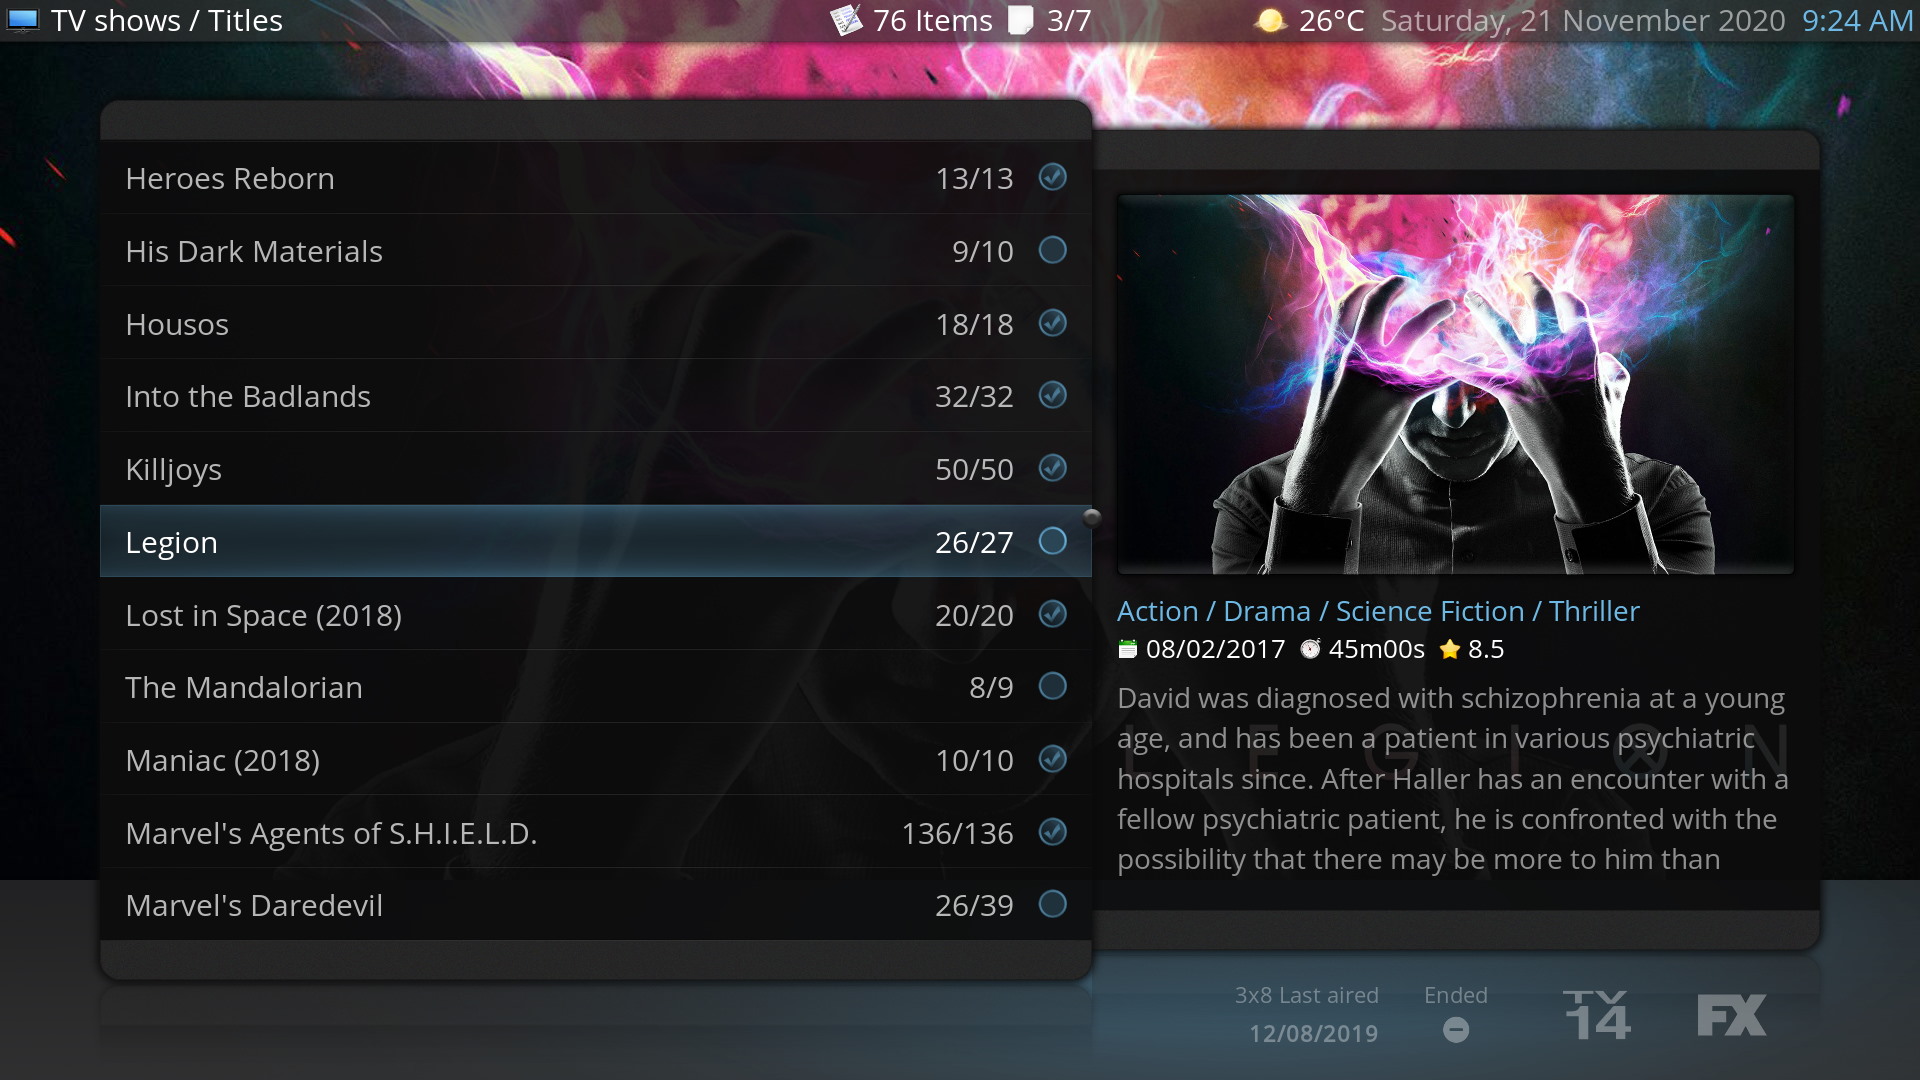 TV shows / Titles
76 Items 3/7
26°C Saturday, 21 November 2020 9:24 AM
Heroes Reborn 13/13
His Dark Materials 9/10
Housos 18/18
Into the Badlands 32/32
Killjoys 50/50
Legion 26/27
Lost in Space (2018) 20/20
The Mandalorian 8/9
Maniac (2018) 10/10
Marvel's Agents of S.H.I.E.L.D. 136/136
Marvel's Daredevil 26/39
Action / Drama / Science Fiction / Thriller
08/02/2017 45m00s 8.5
David was diagnosed with schizophrenia at a young
age, and has been a patient in various psychiatric
hospitals since. After Haller has an encounter with a
fellow psychiatric patient, he is confronted with the
possibility that there may be more to him than
LEGION
3x8 Last aired
12/08/2019
Ended
TV
14
FX